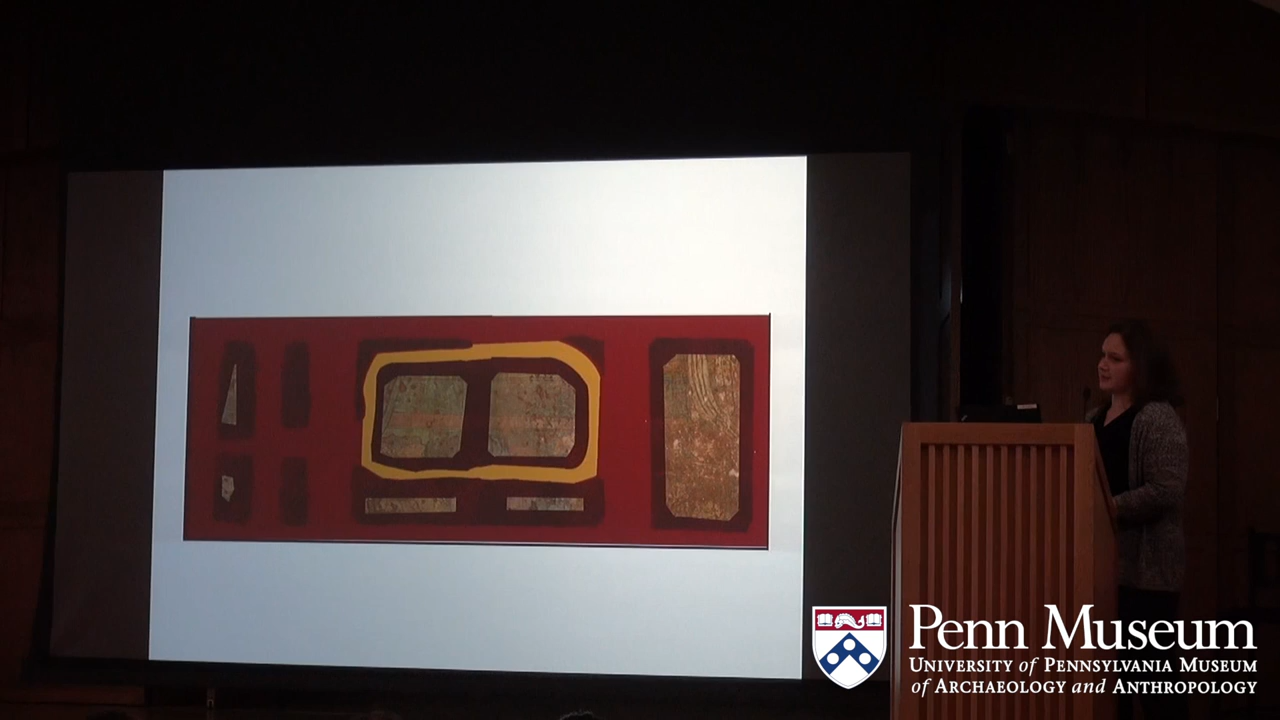 Penn Museum
UNIVERSITY of PENNSYLVANIA MUSEUM
of ARCHAEOLOGY and ANTHROPOLOGY